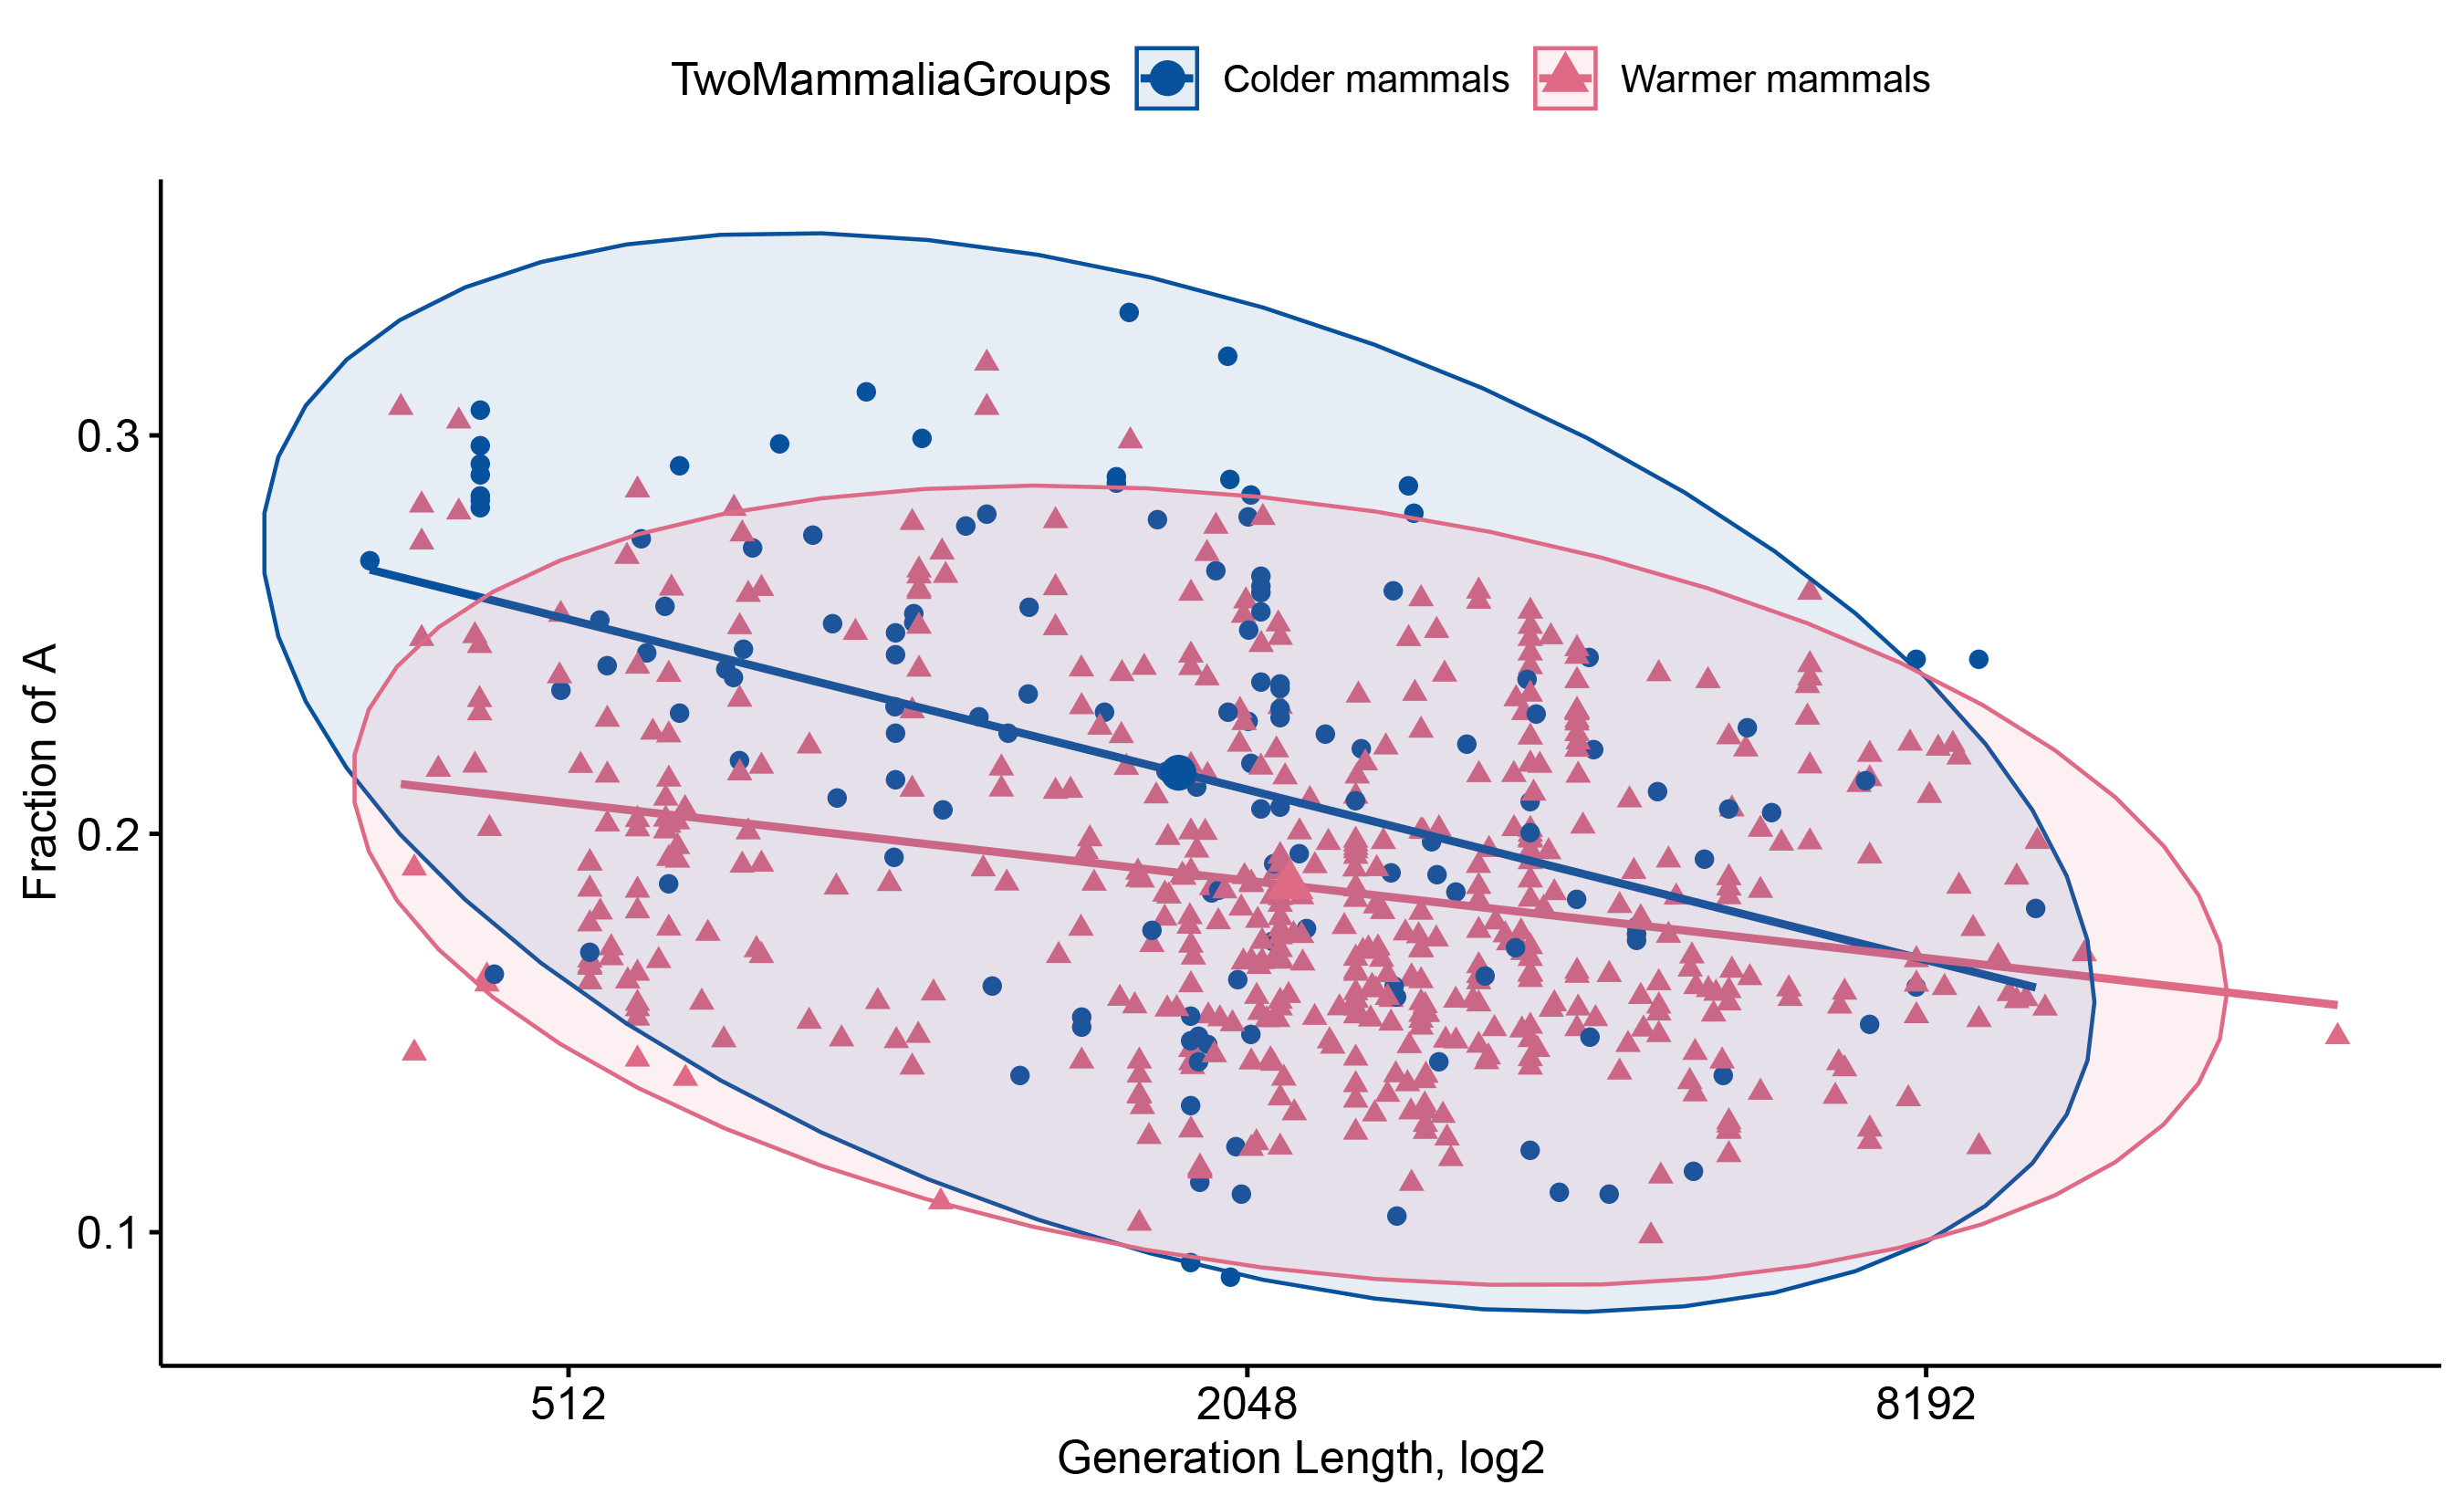 TwoMammaliaGroups Colder mammals Warmer mammals
0.3
0.2
0.1
Fraction of A
512 2048 8192
Generation Length, log2